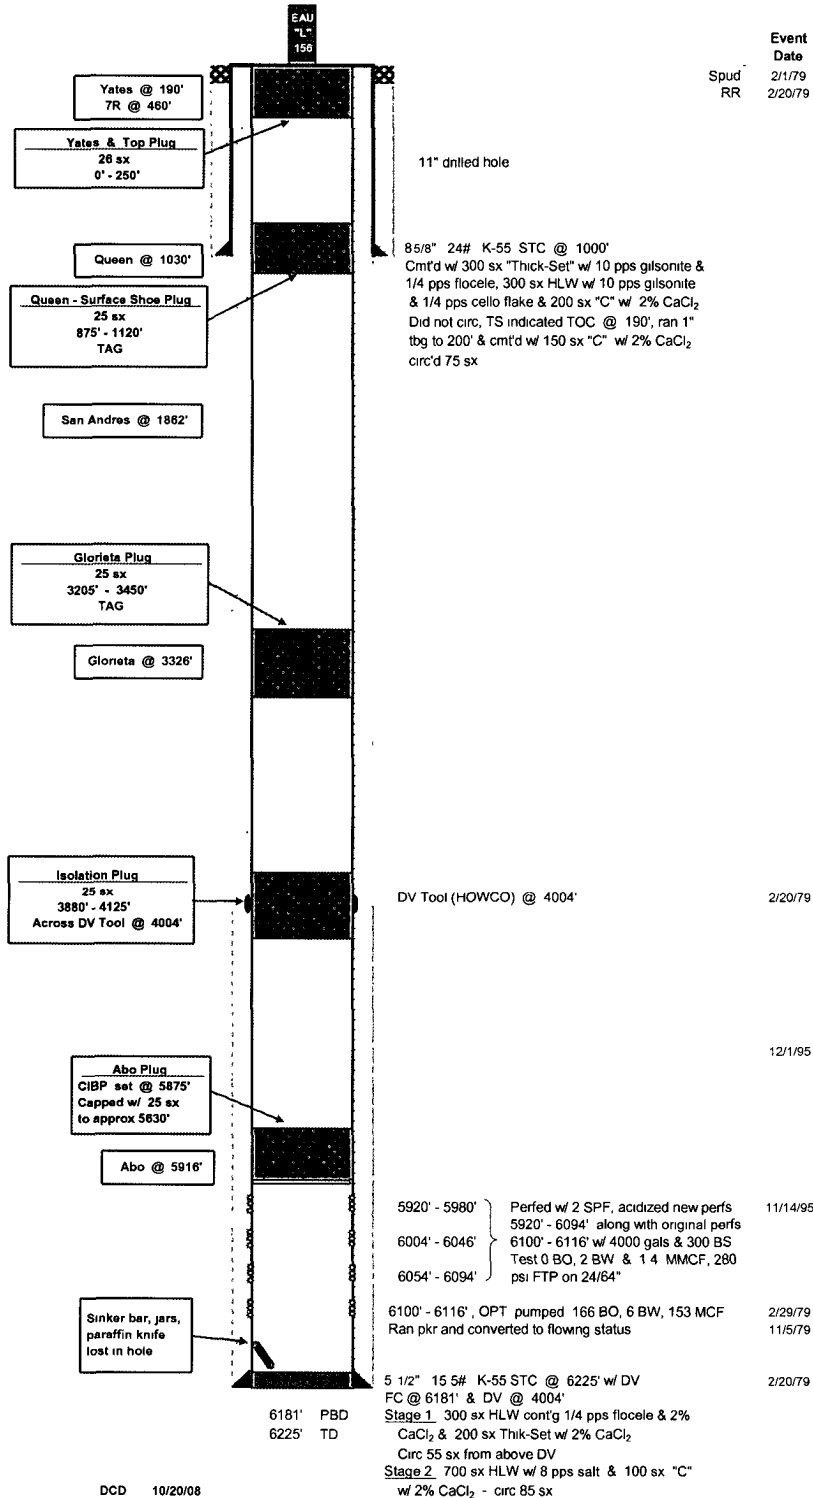 EAU
"L"
156
Event
Date
Spud 2/1/79
RR 2/20/79
Yates @ 190'
7R @ 460'
Yates & Top Plug
26 sx
0' - 250'
11" drilled hole
Queen @ 1030'
8 5/8" 24# K-55 STC @ 1000'
Cmt'd w/ 300 sx "Thick-Set" w/ 10 pps gilsonite &
1/4 pps flocele, 300 sx HLW w/ 10 pps gilsonite
& 1/4 pps cello flake & 200 sx "C" w/ 2% CaCl₂
Did not circ, TS indicated TOC @ 190', ran 1"
tbg to 200' & cmt'd w/ 150 sx "C" w/ 2% CaCl₂
circ'd 75 sx
Queen - Surface Shoe Plug
25 sx
875' - 1120'
TAG
San Andres @ 1862'
Glorieta Plug
25 sx
3205' - 3450'
TAG
Glorieta @ 3326'
Isolation Plug
25 sx
3880' - 4125'
Across DV Tool @ 4004'
DV Tool (HOWCO) @ 4004' 2/20/79
12/1/95
Abo Plug
CIBP set @ 5875'
Capped w/ 25 sx
to approx 5630'
Abo @ 5916'
5920' - 5980'
6004' - 6046'
6054' - 6094'
Perfed w/ 2 SPF, acidized new perfs 11/14/95
5920' - 6094' along with original perfs
6100' - 6116' w/ 4000 gals & 300 BS
Test 0 BO, 2 BW & 1 4 MMCF, 280
psi FTP on 24/64"
6100' - 6116', OPT pumped 166 BO, 6 BW, 153 MCF 2/29/79
Ran pkr and converted to flowing status 11/5/79
Sinker bar, jars,
paraffin knife
lost in hole
5 1/2" 15 5# K-55 STC @ 6225' w/ DV 2/20/79
FC @ 6181' & DV @ 4004'
Stage 1 300 sx HLW cont'g 1/4 pps flocele & 2%
CaCl₂ & 200 sx Thik-Set w/ 2% CaCl₂
Circ 55 sx from above DV
Stage 2 700 sx HLW w/ 8 pps salt & 100 sx "C"
w/ 2% CaCl₂ - circ 85 sx
6181' PBD
6225' TD
DCD 10/20/08